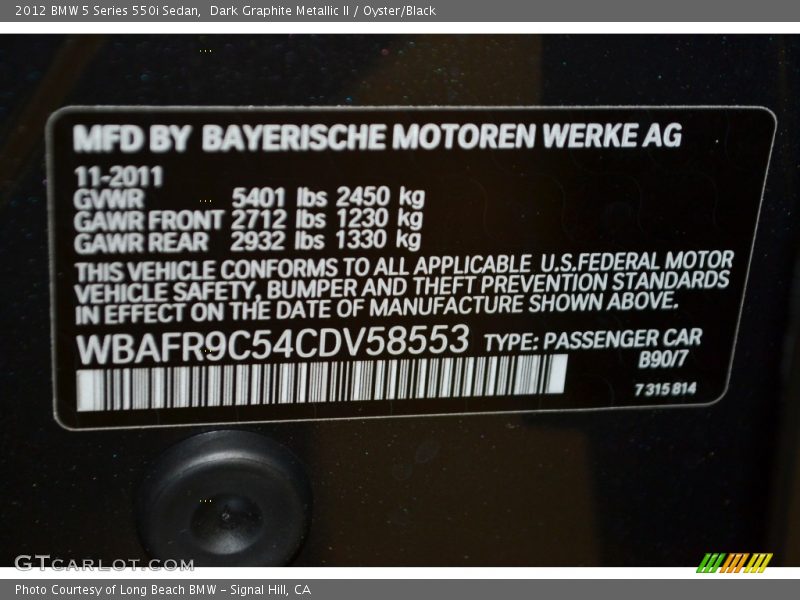 2012 BMW 5 Series 550i Sedan,  Dark Graphite Metallic II / Oyster/Black
MFD BY BAYERISCHE MOTOREN WERKE AG
11-2011
GVWR 5401 lbs 2450 kg
GAWR FRONT 2712 lbs 1230 kg
GAWR REAR 2932 lbs 1330 kg
THIS VEHICLE CONFORMS TO ALL APPLICABLE U.S.FEDERAL MOTOR
VEHICLE SAFETY, BUMPER AND THEFT PREVENTION STANDARDS
IN EFFECT ON THE DATE OF MANUFACTURE SHOWN ABOVE.
WBAFR9C54CDV58553 TYPE: PASSENGER CAR
B90/7
7 315 814
GTCARLOT.COM
Photo Courtesy of Long Beach BMW - Signal Hill, CA